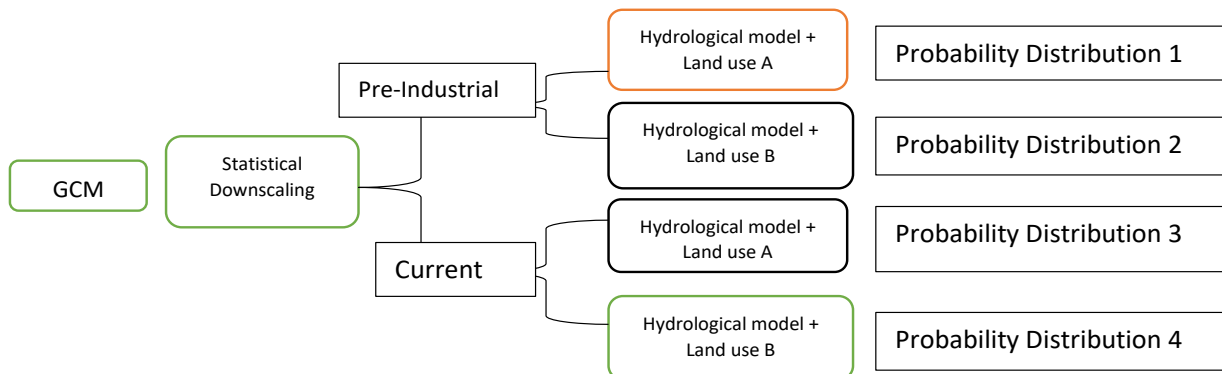 GCM
Statistical
Downscaling
Pre-Industrial
Current
Hydrological model +
Land use A
Hydrological model +
Land use B
Hydrological model +
Land use A
Hydrological model +
Land use B
Probability Distribution 1
Probability Distribution 2
Probability Distribution 3
Probability Distribution 4